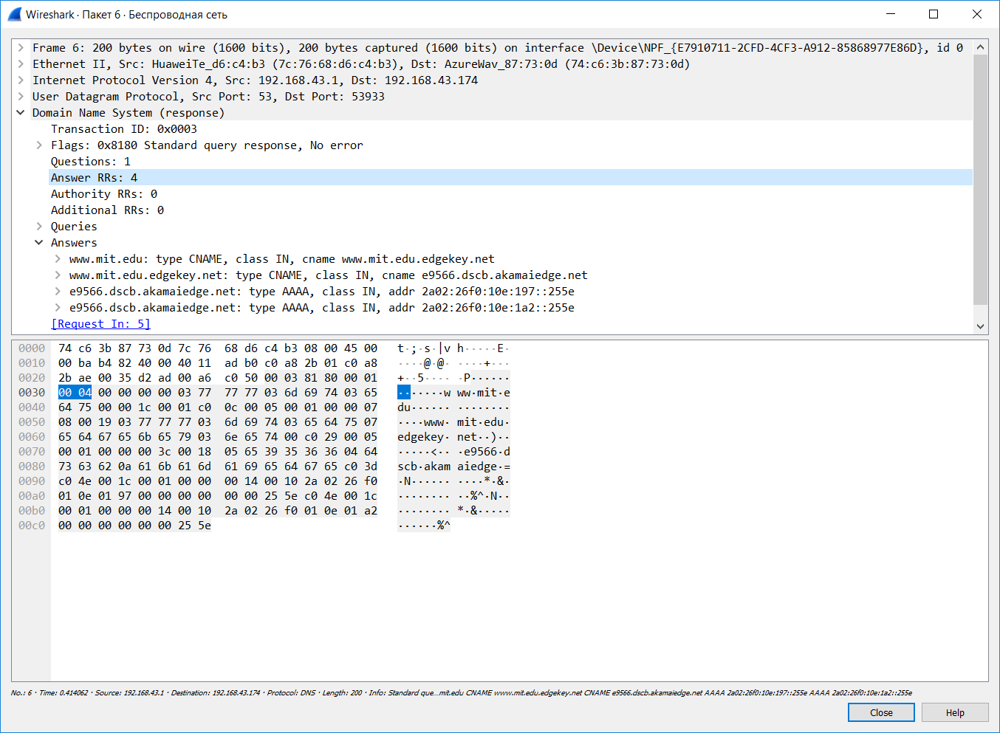 Wireshark · Пакет 6 · Беспроводная сеть
Frame 6: 200 bytes on wire (1600 bits), 200 bytes captured (1600 bits) on interface \Device\NPF_{E7910711-2CFD-4CF3-A912-85868977E86D}, id 0
Ethernet II, Src: HuaweiTe_d6:c4:b3 (7c:76:68:d6:c4:b3), Dst: AzureWav_87:73:0d (74:c6:3b:87:73:0d)
Internet Protocol Version 4, Src: 192.168.43.1, Dst: 192.168.43.174
User Datagram Protocol, Src Port: 53, Dst Port: 53933
Domain Name System (response)
Transaction ID: 0x0003
Flags: 0x8180 Standard query response, No error
Questions: 1
Answer RRs: 4
Authority RRs: 0
Additional RRs: 0
Queries
Answers
www.mit.edu: type CNAME, class IN, cname www.mit.edu.edgekey.net
www.mit.edu.edgekey.net: type CNAME, class IN, cname e9566.dscb.akamaiedge.net
e9566.dscb.akamaiedge.net: type AAAA, class IN, addr 2a02:26f0:10e:197::255e
e9566.dscb.akamaiedge.net: type AAAA, class IN, addr 2a02:26f0:10e:1a2::255e
[Request In: 5]
0000 74 c6 3b 87 73 0d 7c 76 68 d6 c4 b3 08 00 45 00 t·;·s·|v h·····E·
0010 00 ba b4 82 40 00 40 11 ad b0 c0 a8 2b 01 c0 a8 ····@·@· ····+···
0020 2b ae 00 35 d2 ad 00 a6 c0 50 00 03 81 80 00 01 +··5···· ·P······
0030 00 04 00 00 00 00 03 77 77 77 03 6d 69 74 03 65 ·······w ww·mit·e
0040 64 75 00 00 1c 00 01 c0 0c 00 05 00 01 00 00 07 du······ ········
0050 08 00 19 03 77 77 77 03 6d 69 74 03 65 64 75 07 ····www· mit·edu·
0060 65 64 67 65 6b 65 79 03 6e 65 74 00 c0 29 00 05 edgekey· net··)··
0070 00 01 00 00 00 3c 00 18 05 65 39 35 36 36 04 64 ·····<·· ·e9566·d
0080 73 63 62 0a 61 6b 61 6d 61 69 65 64 67 65 c0 3d scb·akam aiedge·=
0090 c0 4e 00 1c 00 01 00 00 00 14 00 10 2a 02 26 f0 ·N······ ····*·&·
00a0 01 0e 01 97 00 00 00 00 00 00 25 5e c0 4e 00 1c ········ ··%^·N··
00b0 00 01 00 00 00 14 00 10 2a 02 26 f0 01 0e 01 a2 ········ *·&·····
00c0 00 00 00 00 00 00 25 5e ······%^
No.: 6 · Time: 0.414062 · Source: 192.168.43.1 · Destination: 192.168.43.174 · Protocol: DNS · Length: 200 · Info: Standard que…mit.edu CNAME www.mit.edu.edgekey.net CNAME e9566.dscb.akamaiedge.net AAAA 2a02:26f0:10e:197::255e AAAA 2a02:26f0:10e:1a2::255e
Close
Help